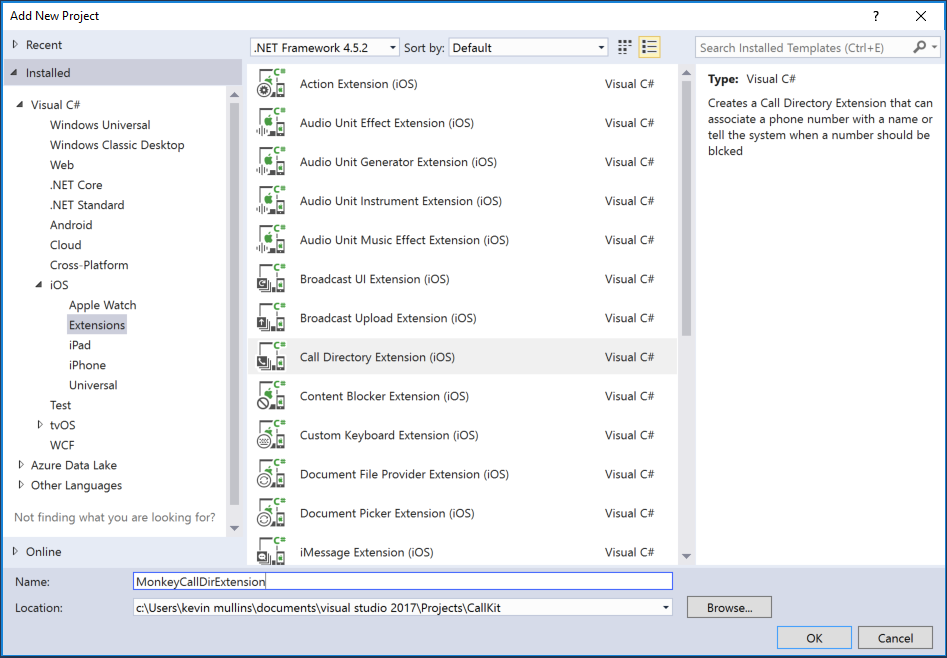 Add New Project
?
Recent
.NET Framework 4.5.2
Sort by:
Default
Search Installed Templates (Ctrl+E)
Installed
Visual C#
Windows Universal
Windows Classic Desktop
Web
.NET Core
.NET Standard
Android
Cloud
Cross-Platform
iOS
Apple Watch
Extensions
iPad
iPhone
Universal
Test
tvOS
WCF
Azure Data Lake
Other Languages
Not finding what you are looking for?
Online
C# Action Extension (iOS) Visual C#
C# Audio Unit Effect Extension (iOS) Visual C#
C# Audio Unit Generator Extension (iOS) Visual C#
C# Audio Unit Instrument Extension (iOS) Visual C#
C# Audio Unit Music Effect Extension (iOS) Visual C#
C# Broadcast UI Extension (iOS) Visual C#
C# Broadcast Upload Extension (iOS) Visual C#
C# Call Directory Extension (iOS) Visual C#
C# Content Blocker Extension (iOS) Visual C#
C# Custom Keyboard Extension (iOS) Visual C#
C# Document File Provider Extension (iOS) Visual C#
C# Document Picker Extension (iOS) Visual C#
C# iMessage Extension (iOS) Visual C#
Type: Visual C#
Creates a Call Directory Extension that can
associate a phone number with a name or
tell the system when a number should be
blcked
Name: MonkeyCallDirExtension
Location: c:\Users\kevin mullins\documents\visual studio 2017\Projects\CallKit
Browse...
OK
Cancel